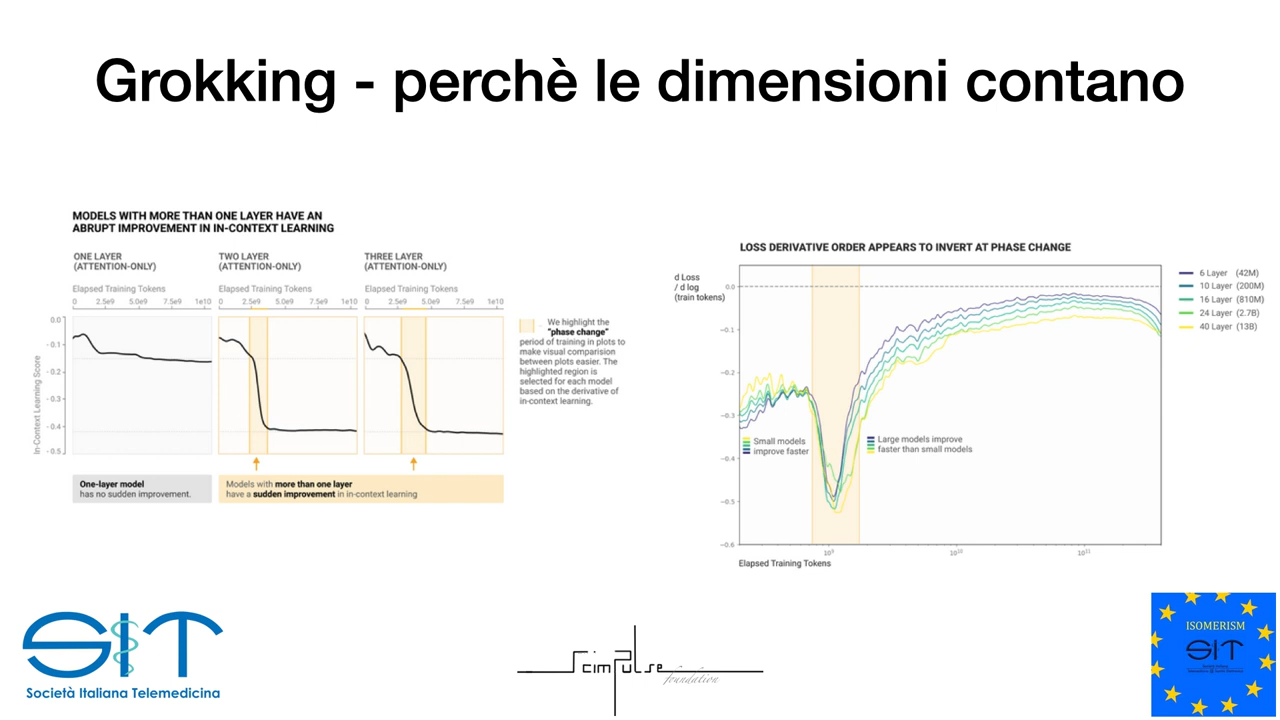 Grokking - perchè le dimensioni contano
MODELS WITH MORE THAN ONE LAYER HAVE AN
ABRUPT IMPROVEMENT IN IN-CONTEXT LEARNING
ONE LAYER
(ATTENTION-ONLY)
Elapsed Training Tokens
0 2.5e9 5.0e9 7.5e9 1e10
TWO LAYER
(ATTENTION-ONLY)
Elapsed Training Tokens
0 2.5e9 5.0e9 7.5e9 1e10
THREE LAYER
(ATTENTION-ONLY)
Elapsed Training Tokens
0 2.5e9 5.0e9 7.5e9 1e10
In-Context Learning Score
0.0
-0.1
-0.2
-0.3
-0.4
-0.5
We highlight the
"phase change"
period of training in plots to
make visual comparision
between plots easier. The
highlighted region is
selected for each model
based on the derivative of
in-context learning.
One-layer model
has no sudden improvement.
Models with more than one layer
have a sudden improvement in in-context learning
LOSS DERIVATIVE ORDER APPEARS TO INVERT AT PHASE CHANGE
d Loss
/ d log
(train tokens)
0.0
-0.1
-0.2
-0.3
-0.4
-0.5
-0.6
Small models
improve faster
Large models improve
faster than small models
10⁹ 10¹⁰ 10¹¹
Elapsed Training Tokens
6 Layer (42M)
10 Layer (200M)
16 Layer (810M)
24 Layer (2.7B)
40 Layer (13B)
SIT
Società Italiana Telemedicina
Scimpulse
foundation
ISOMERISM
SIT